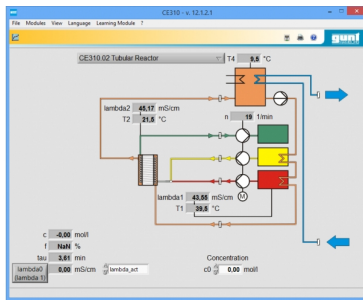 CE310 - v. 12.1.2.1
File Modules View Language Learning Module ?
gunt
CE310.02 Tubular Reactor
T4 9,5 °C
lambda2 45,17 mS/cm
T2 21,8 °C
n 19 1/min
lambda1 43,55 mS/cm
T1 39,8 °C
M
c -0,00 mol/l
f NaN %
tau 3,61 min
lambda0 (lambda 1) 0,00 mS/cm lambda_act
Concentration
c0 0,00 mol/l